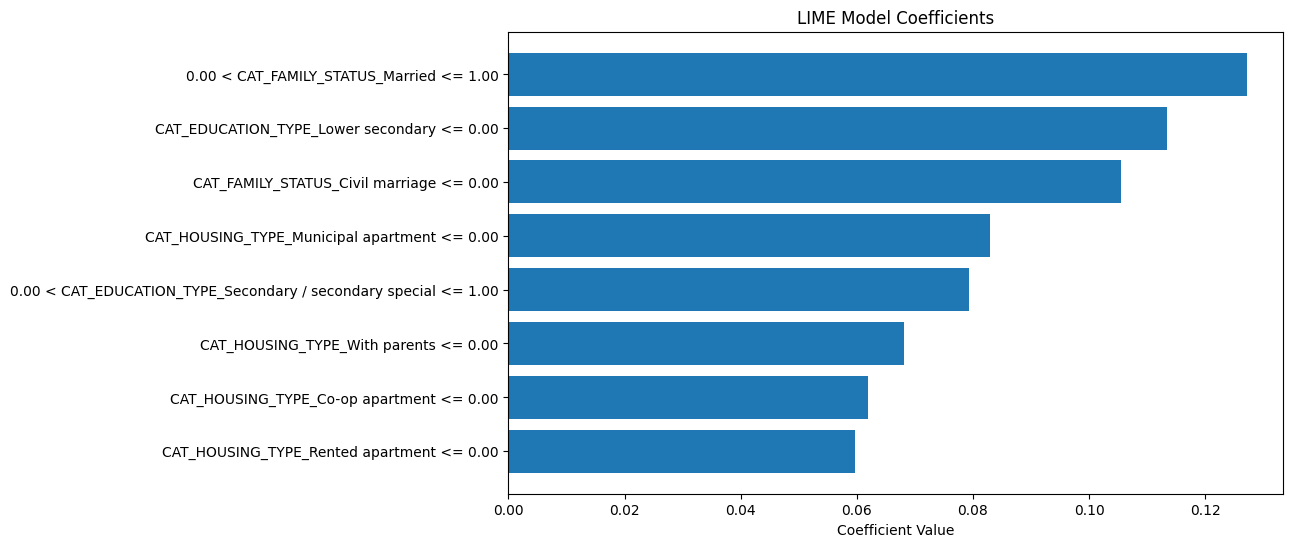 LIME Model Coefficients
0.00 < CAT_FAMILY_STATUS_Married <= 1.00
CAT_EDUCATION_TYPE_Lower secondary <= 0.00
CAT_FAMILY_STATUS_Civil marriage <= 0.00
CAT_HOUSING_TYPE_Municipal apartment <= 0.00
0.00 < CAT_EDUCATION_TYPE_Secondary / secondary special <= 1.00
CAT_HOUSING_TYPE_With parents <= 0.00
CAT_HOUSING_TYPE_Co-op apartment <= 0.00
CAT_HOUSING_TYPE_Rented apartment <= 0.00
0.00 0.02 0.04 0.06 0.08 0.10 0.12
Coefficient Value